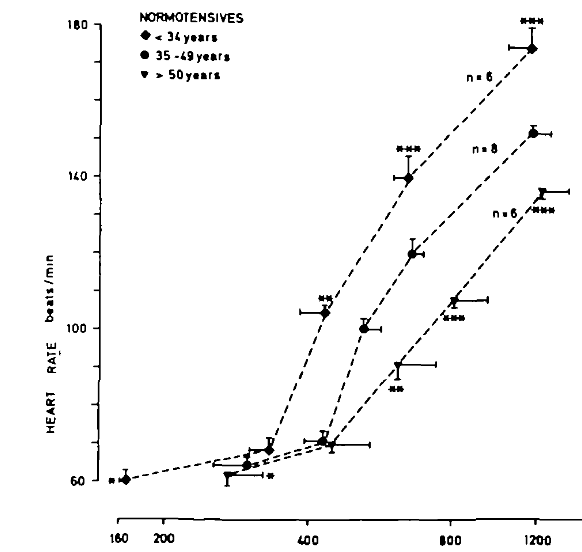 180
NORMOTENSIVES
< 34 years
35 - 49 years
> 50 years
***
n = 6
***
140
n = 8
n = 6
***
**
100
***
**
HEART RATE beats/min
60
*
*
160 200 400 800 1200